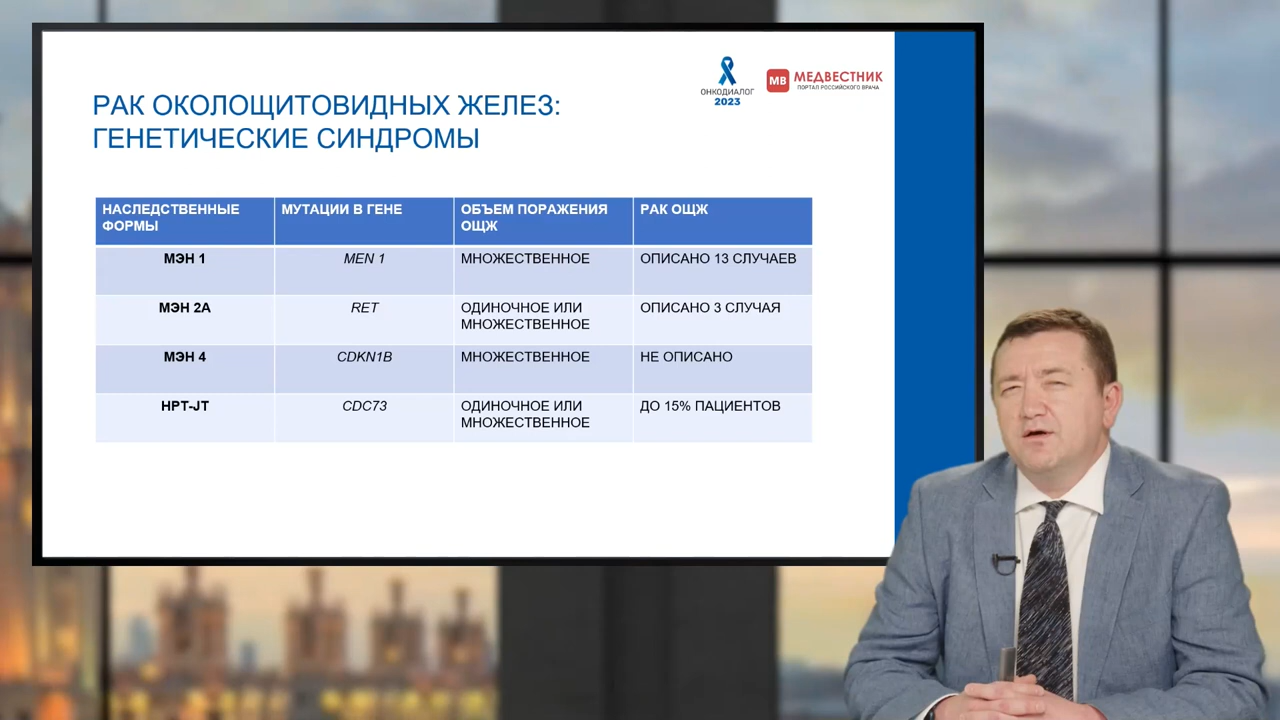 ОНКОДИАЛОГ
2023
МВ
МЕДВЕСТНИК
ПОРТАЛ РОССИЙСКОГО ВРАЧА
РАК ОКОЛОЩИТОВИДНЫХ ЖЕЛЕЗ:
ГЕНЕТИЧЕСКИЕ СИНДРОМЫ
НАСЛЕДСТВЕННЫЕ
ФОРМЫ
МУТАЦИИ В ГЕНЕ
ОБЪЕМ ПОРАЖЕНИЯ
ОЩЖ
РАК ОЩЖ
МЭН 1
MEN 1
МНОЖЕСТВЕННОЕ
ОПИСАНО 13 СЛУЧАЕВ
МЭН 2А
RET
ОДИНОЧНОЕ ИЛИ
МНОЖЕСТВЕННОЕ
ОПИСАНО 3 СЛУЧАЯ
МЭН 4
CDKN1B
МНОЖЕСТВЕННОЕ
НЕ ОПИСАНО
HPT-JT
CDC73
ОДИНОЧНОЕ ИЛИ
МНОЖЕСТВЕННОЕ
ДО 15% ПАЦИЕНТОВ